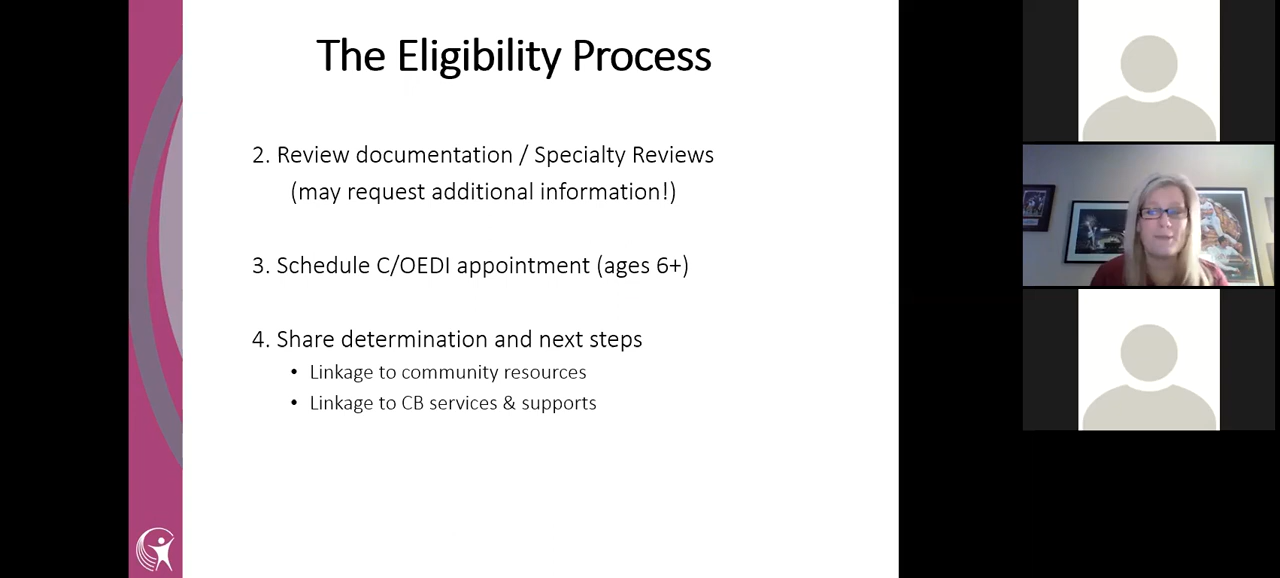 The Eligibility Process
2. Review documentation / Specialty Reviews
(may request additional information!)
3. Schedule C/OEDI appointment (ages 6+)
4. Share determination and next steps
• Linkage to community resources
• Linkage to CB services & supports